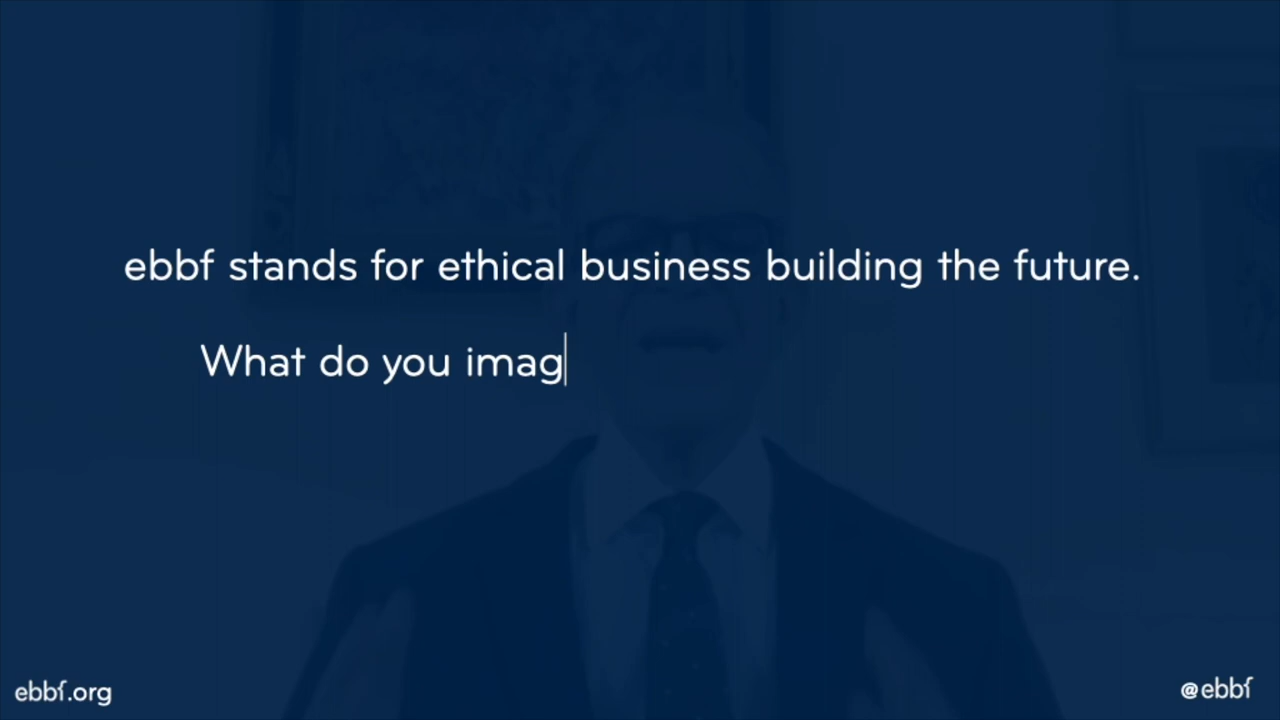 ebbf stands for ethical business building the future.
What do you imag
ebbf.org
@ebbf